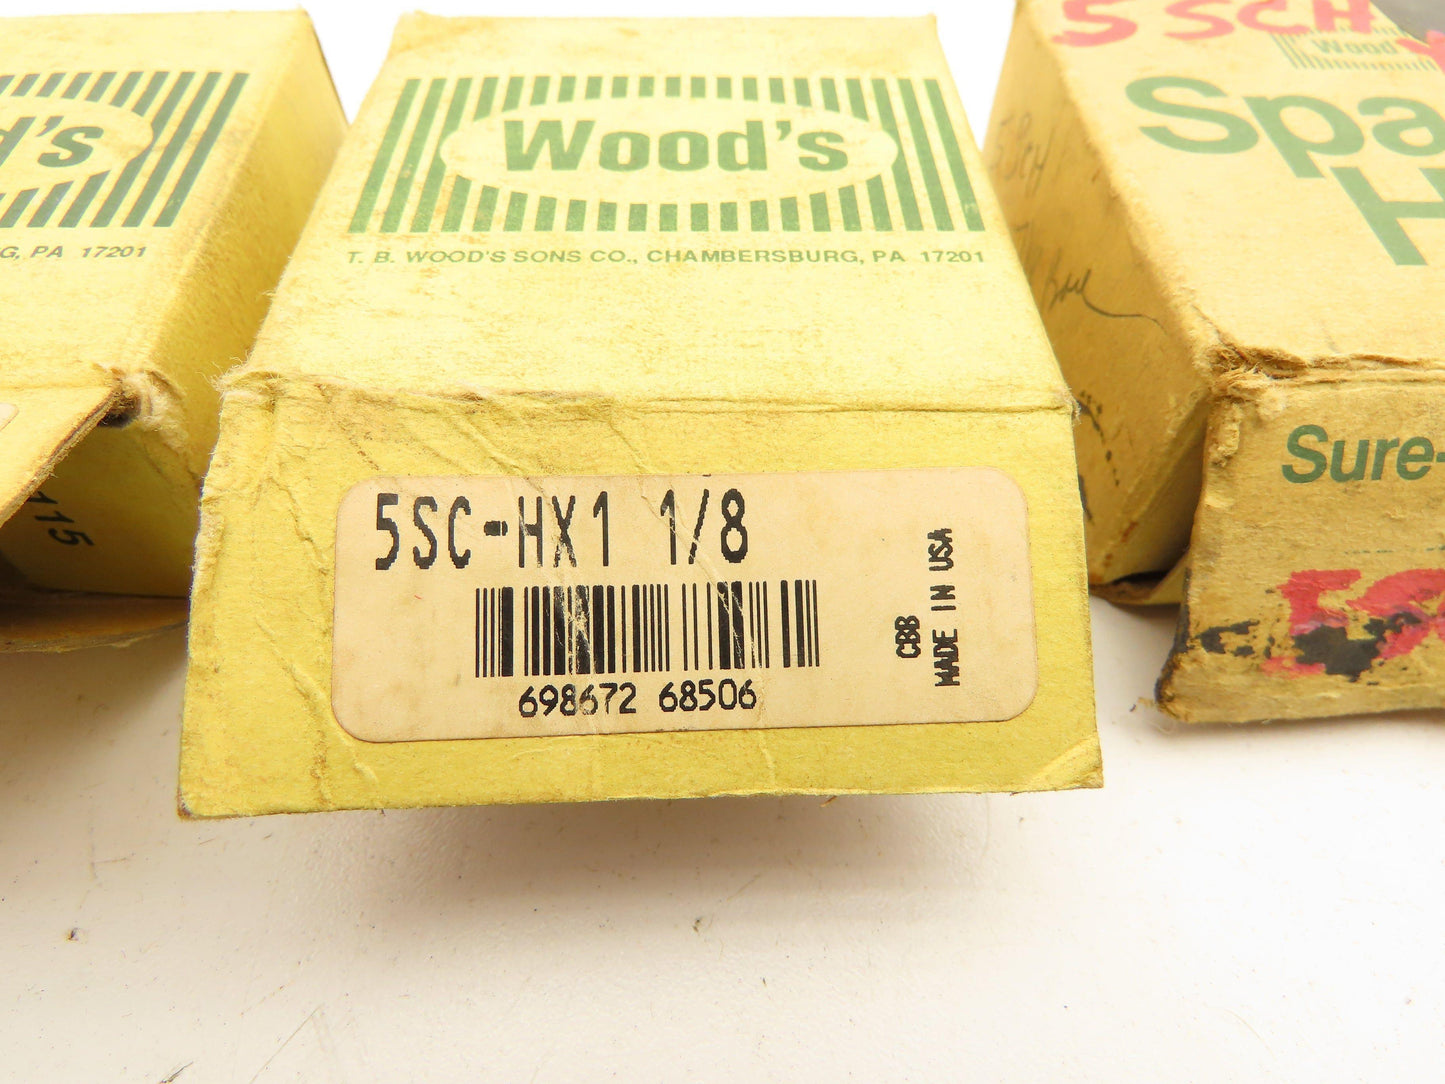 d's
G, PA 17201
115
Wood's
T. B. WOOD'S SONS CO., CHAMBERSBURG, PA 17201
5SC-HX1 1/8
698672 68506
CBB
MADE IN USA
5SCH
Wood
Spa
H
5SCH
Sure-